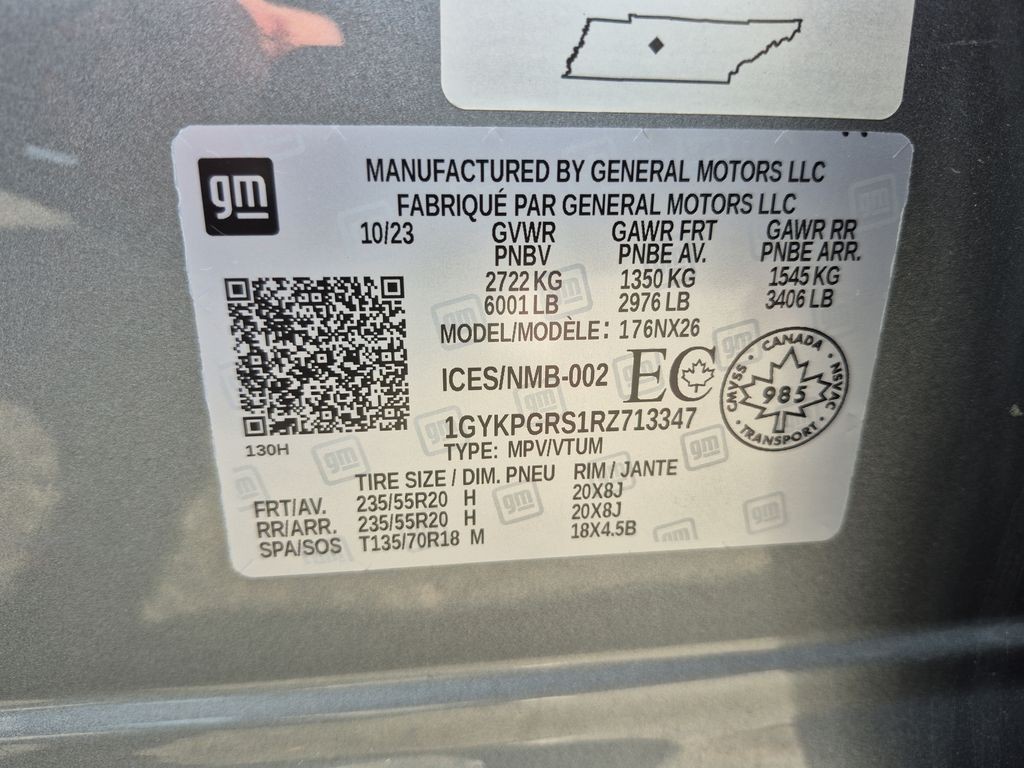 gm
MANUFACTURED BY GENERAL MOTORS LLC
FABRIQUÉ PAR GENERAL MOTORS LLC
10/23 GVWR GAWR FRT GAWR RR
PNBV PNBE AV. PNBE ARR.
2722 KG 1350 KG 1545 KG
6001 LB 2976 LB 3406 LB
MODEL/MODÈLE: 176NX26
ICES/NMB-002 EC
CANADA
CMVSS 985 NSVAC
TRANSPORT
1GYKPGRS1RZ713347
TYPE: MPV/VTUM
130H
TIRE SIZE / DIM. PNEU RIM / JANTE
FRT/AV. 235/55R20 H 20X8J
RR/ARR. 235/55R20 H 20X8J
SPA/SOS T135/70R18 M 18X4.5B